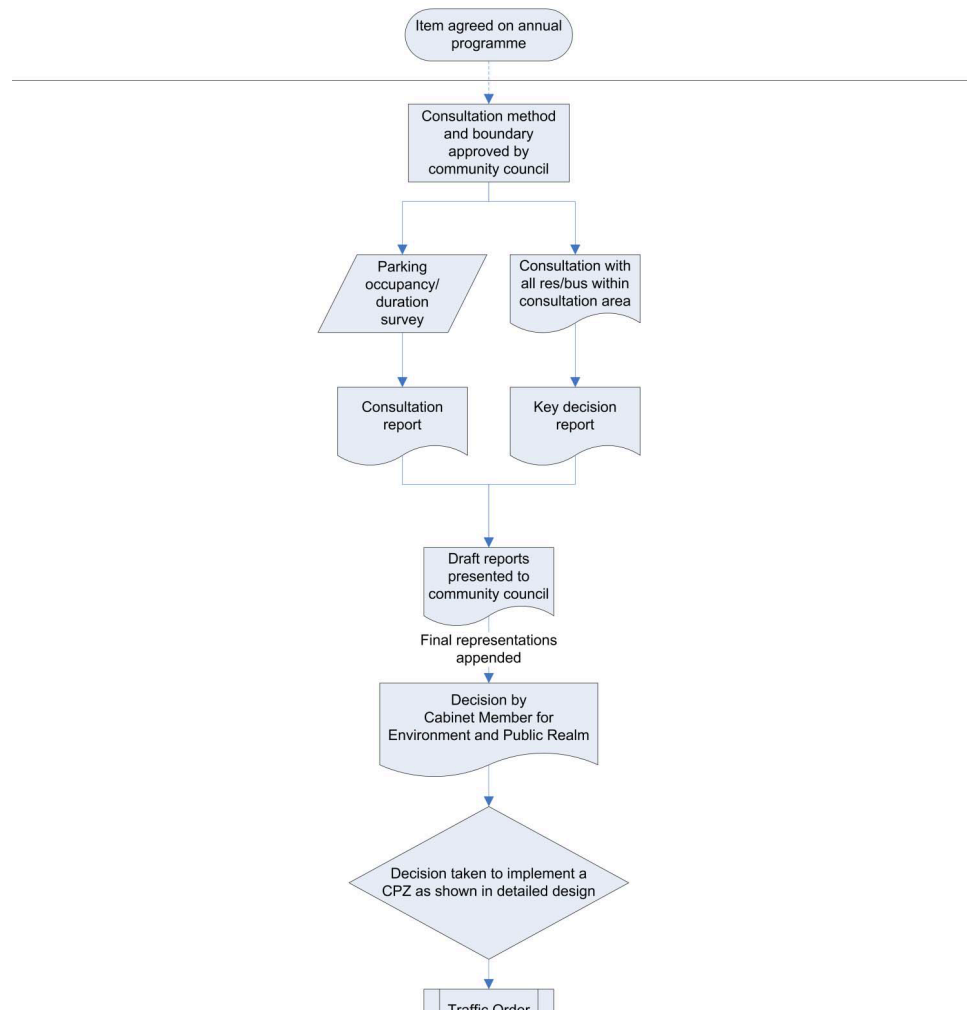 Item agreed on annual
programme
Consultation method
and boundary
approved by
community council
Parking
occupancy/
duration
survey
Consultation with
all res/bus within
consultation area
Consultation
report
Key decision
report
Draft reports
presented to
community council
Final representations
appended
Decision by
Cabinet Member for
Environment and Public Realm
Decision taken to implement a
CPZ as shown in detailed design
Traffic Order